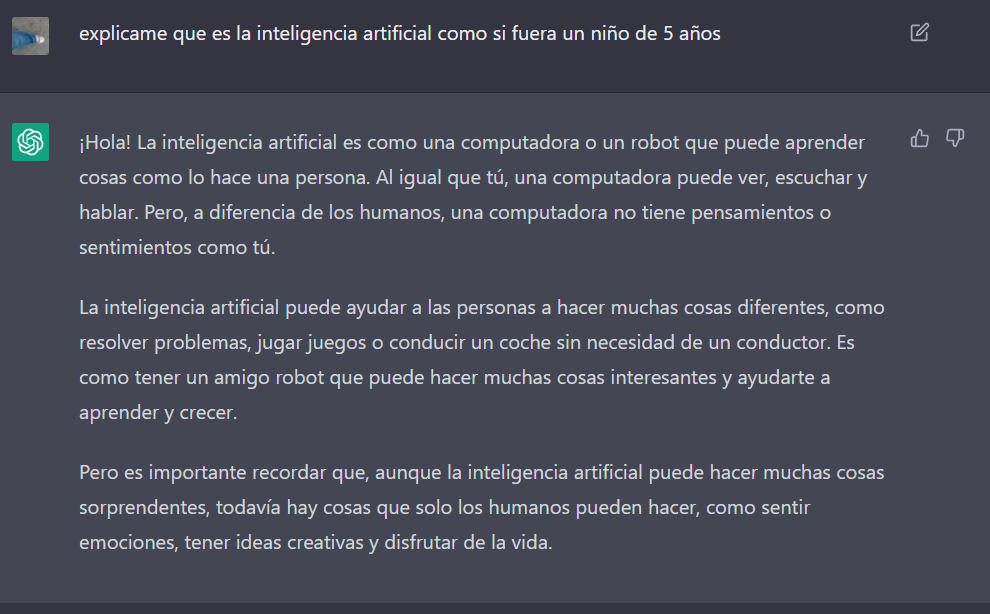 explicame que es la inteligencia artificial como si fuera un niño de 5 años
¡Hola! La inteligencia artificial es como una computadora o un robot que puede aprender
cosas como lo hace una persona. Al igual que tú, una computadora puede ver, escuchar y
hablar. Pero, a diferencia de los humanos, una computadora no tiene pensamientos o
sentimientos como tú.
La inteligencia artificial puede ayudar a las personas a hacer muchas cosas diferentes, como
resolver problemas, jugar juegos o conducir un coche sin necesidad de un conductor. Es
como tener un amigo robot que puede hacer muchas cosas interesantes y ayudarte a
aprender y crecer.
Pero es importante recordar que, aunque la inteligencia artificial puede hacer muchas cosas
sorprendentes, todavía hay cosas que solo los humanos pueden hacer, como sentir
emociones, tener ideas creativas y disfrutar de la vida.